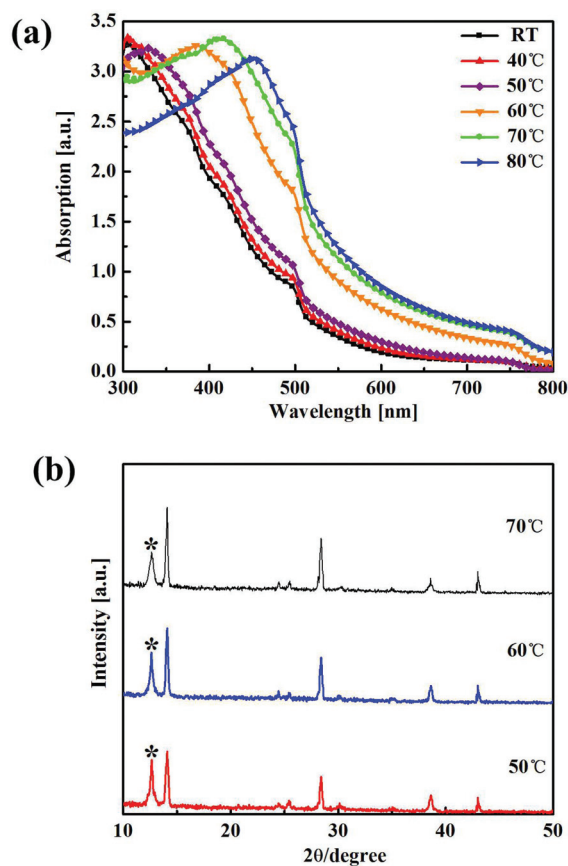 (a)
3.5
3.0
2.5
2.0
1.5
1.0
0.5
0.0
Absorption [a.u.]
RT
40℃
50℃
60℃
70℃
80℃
300 400 500 600 700 800
Wavelength [nm]
(b)
Intensity [a.u.]
* 70℃
* 60℃
* 50℃
10 20 30 40 50
2θ/degree